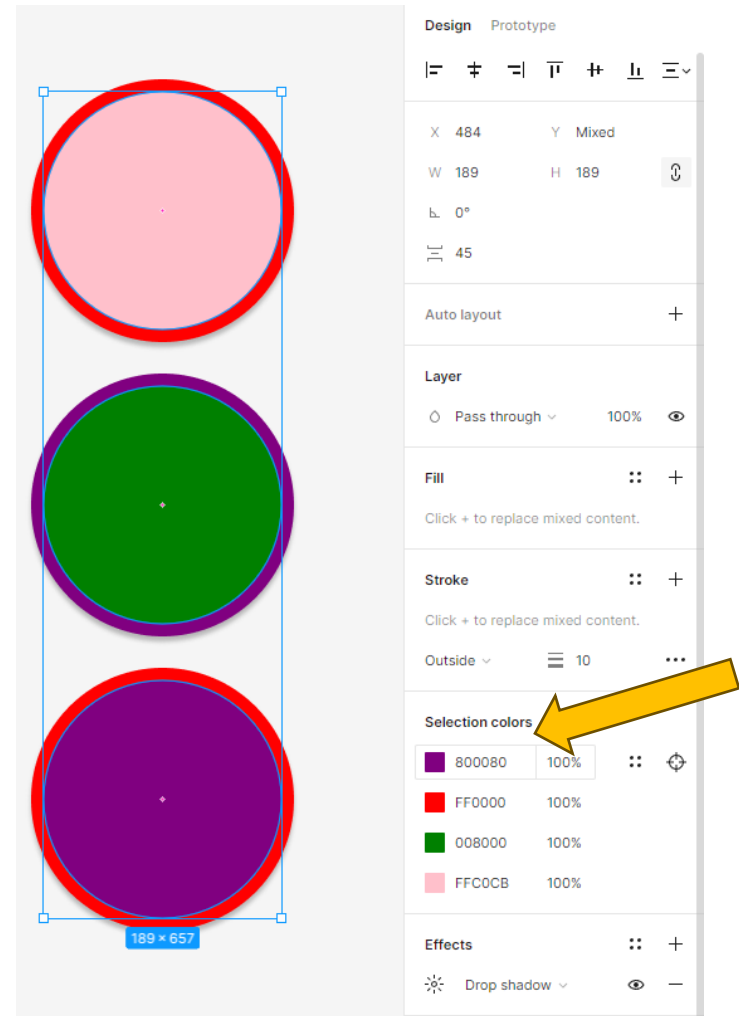 Design Prototype
X 484 Y Mixed
W 189 H 189
0°
45
Auto layout
Layer
Pass through 100%
Fill
Click + to replace mixed content.
Stroke
Click + to replace mixed content.
Outside 10
Selection colors
800080 100%
FF0000 100%
008000 100%
FFC0CB 100%
189 × 657
Effects
Drop shadow